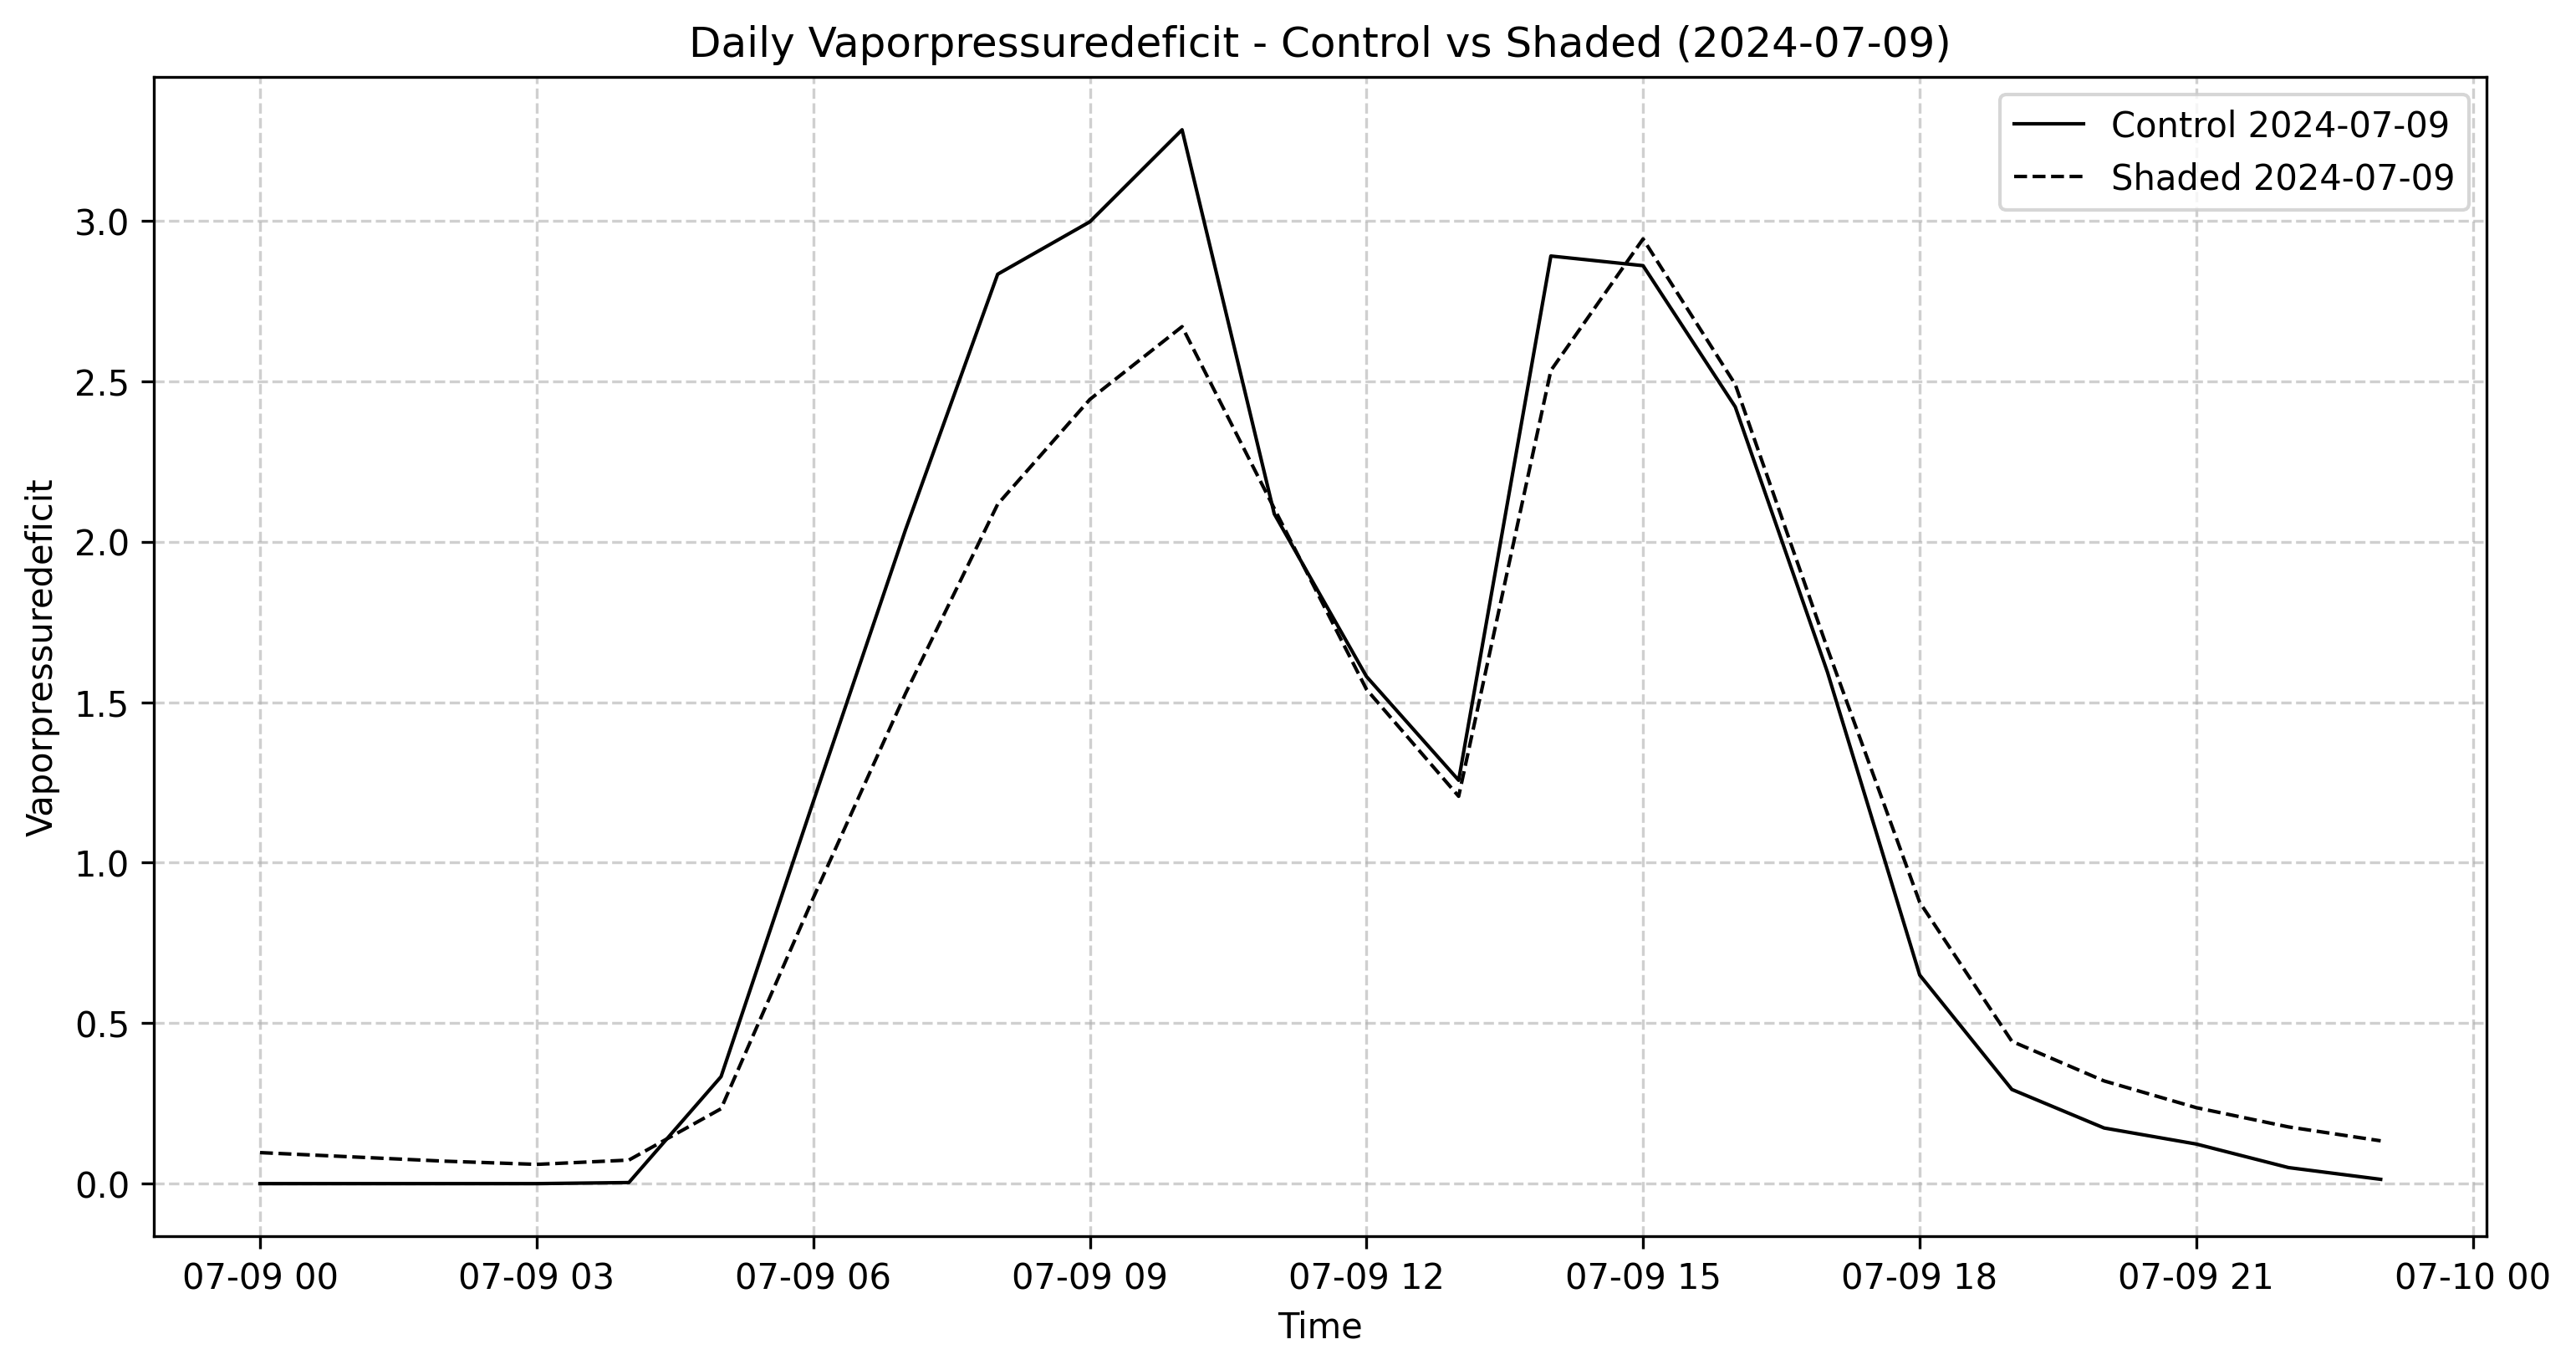 Daily Vaporpressuredeficit - Control vs Shaded (2024-07-09)
Control 2024-07-09
Shaded 2024-07-09
Vaporpressuredeficit
3.0
2.5
2.0
1.5
1.0
0.5
0.0
07-09 00 07-09 03 07-09 06 07-09 09 07-09 12 07-09 15 07-09 18 07-09 21 07-10 00
Time